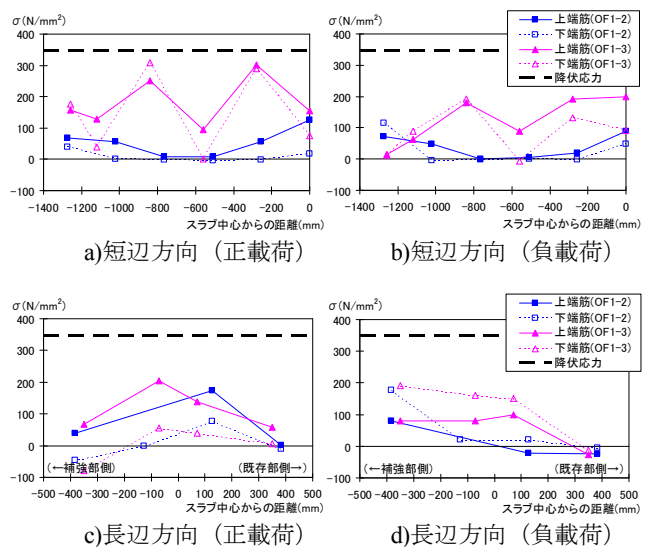 σ(N/mm²)
400
300
200
100
0
-100
-1400 -1200 -1000 -800 -600 -400 -200 0
スラブ中心からの距離(mm)
a)短辺方向（正載荷）
σ(N/mm²)
400
300
200
100
0
-100
-1400 -1200 -1000 -800 -600 -400 -200 0
スラブ中心からの距離(mm)
上端筋(OF1-2)
下端筋(OF1-2)
上端筋(OF1-3)
下端筋(OF1-3)
降伏応力
b)短辺方向（負載荷）
σ(N/mm²)
400
300
200
100
0
-100
(←補強部側) (既存部側→)
-500 -400 -300 -200 -100 0 100 200 300 400 500
スラブ中心からの距離(mm)
c)長辺方向（正載荷）
σ(N/mm²)
400
300
200
100
0
-100
(←補強部側) (既存部側→)
-500 -400 -300 -200 -100 0 100 200 300 400 500
スラブ中心からの距離(mm)
上端筋(OF1-2)
下端筋(OF1-2)
上端筋(OF1-3)
下端筋(OF1-3)
降伏応力
d)長辺方向（負載荷）